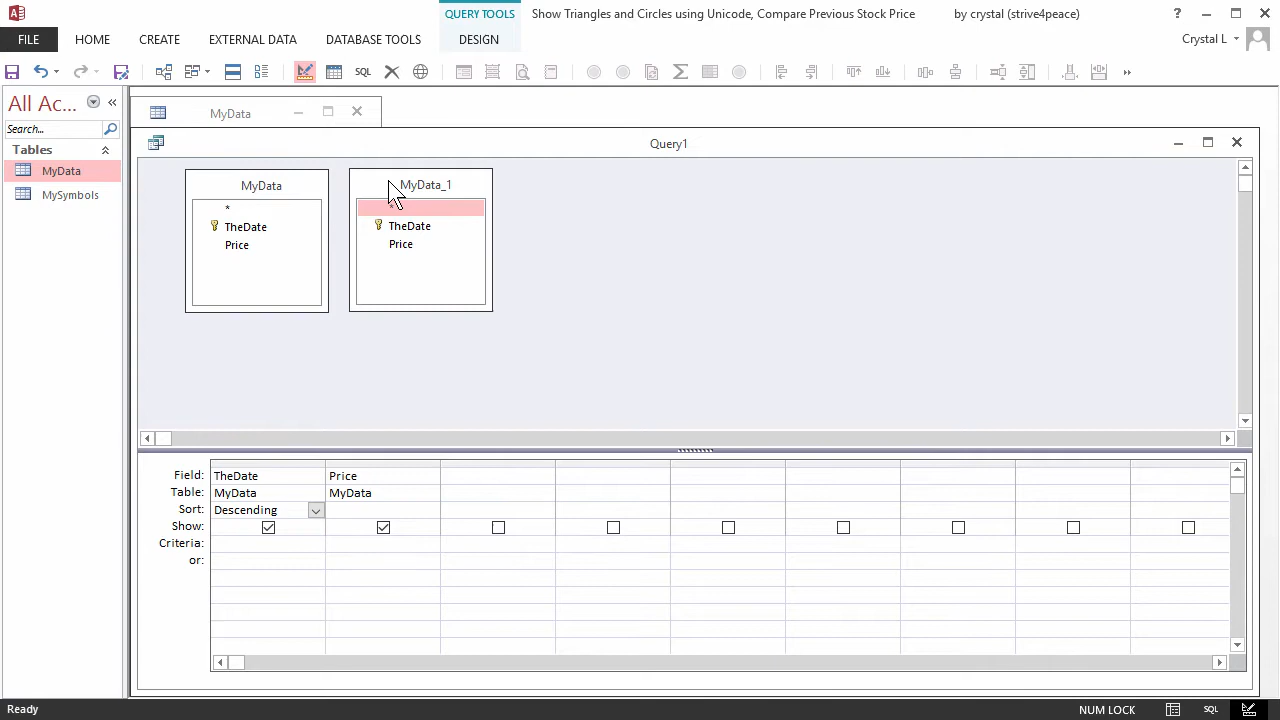 QUERY TOOLS
Show Triangles and Circles using Unicode, Compare Previous Stock Price by crystal (strive4peace)
?
FILE HOME CREATE EXTERNAL DATA DATABASE TOOLS DESIGN
Crystal L
SQL
All Ac...
Search...
Tables
MyData
MySymbols
MyData
Query1
MyData
*
TheDate
Price
MyData_1
*
TheDate
Price
Field: TheDate Price
Table: MyData MyData
Sort: Descending
Show:
Criteria:
or:
Ready
NUM LOCK
SQL